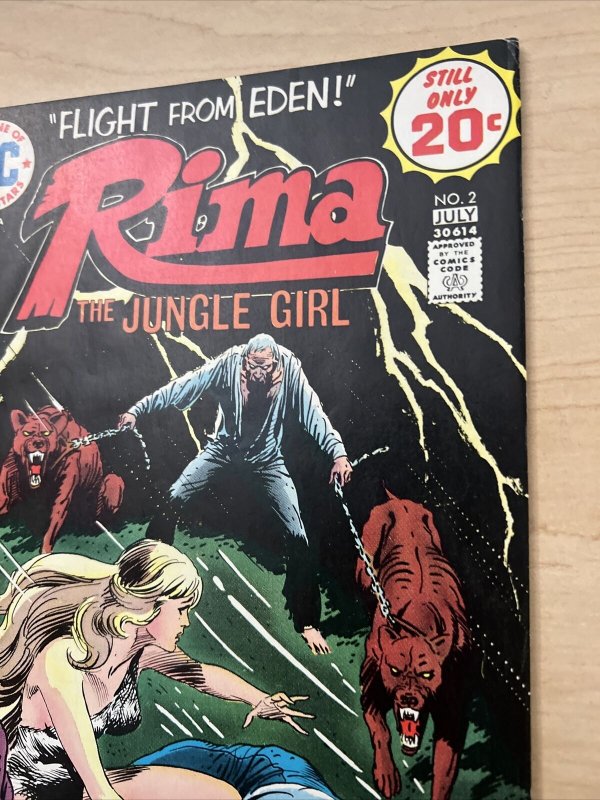 "FLIGHT FROM EDEN!"
STILL
ONLY
20¢
Rima
THE JUNGLE GIRL
NO. 2
JULY
30614
APPROVED
BY THE
COMICS
CODE
AUTHORITY